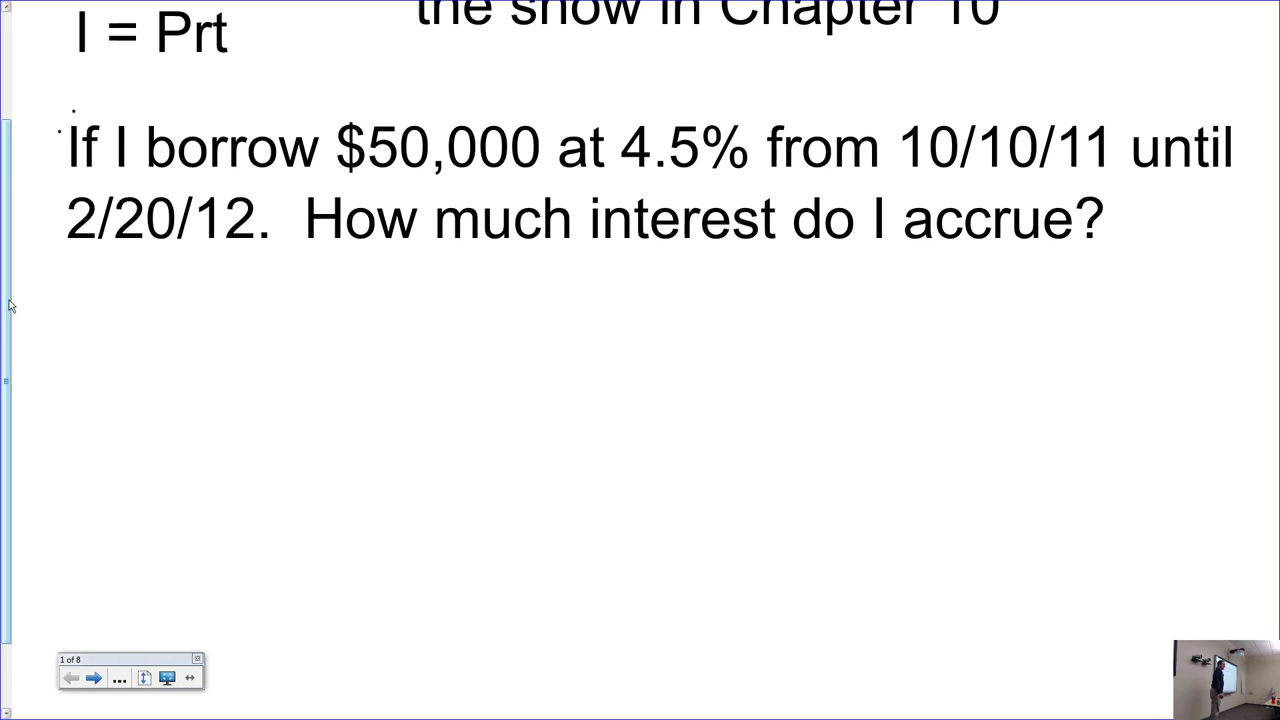 the show in Chapter 10
I = Prt
If I borrow $50,000 at 4.5% from 10/10/11 until
2/20/12. How much interest do I accrue?
1 of 8